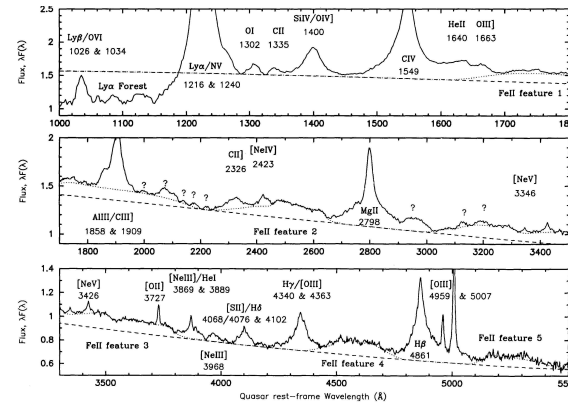 SiIV/OIV]
1400
HeII OIII]
1640 1663
OI CII
1302 1335
Lyβ/OVI
1026 & 1034
CIV
1549
Lyα/NV
1216 & 1240
Lyα Forest
FeII feature 1
Flux, λF(λ)
2
1.5
1
1000 1100 1200 1300 1400 1500 1600 1700 1800
CII] [NeIV]
2326 2423
[NeV]
3346
? ? ? ? ? ? ? ?
MgII
2798
AlIII/CIII]
1858 & 1909
FeII feature 2
Flux, λF(λ)
2
1.5
1
1800 2000 2200 2400 2600 2800 3000 3200 3400
[NeV]
3426
[OII]
3727
[NeIII]/HeI
3869 & 3889
[SII]/Hδ
4068/4076 & 4102
Hγ/[OIII]
4340 & 4363
[OIII]
4959 & 5007
FeII feature 3
[NeIII]
3968
FeII feature 4
Hβ
4861
FeII feature 5
Flux, λF(λ)
1.4
1.2
1
0.8
0.6
3500 4000 4500 5000 5500
Quasar rest-frame Wavelength (Å)